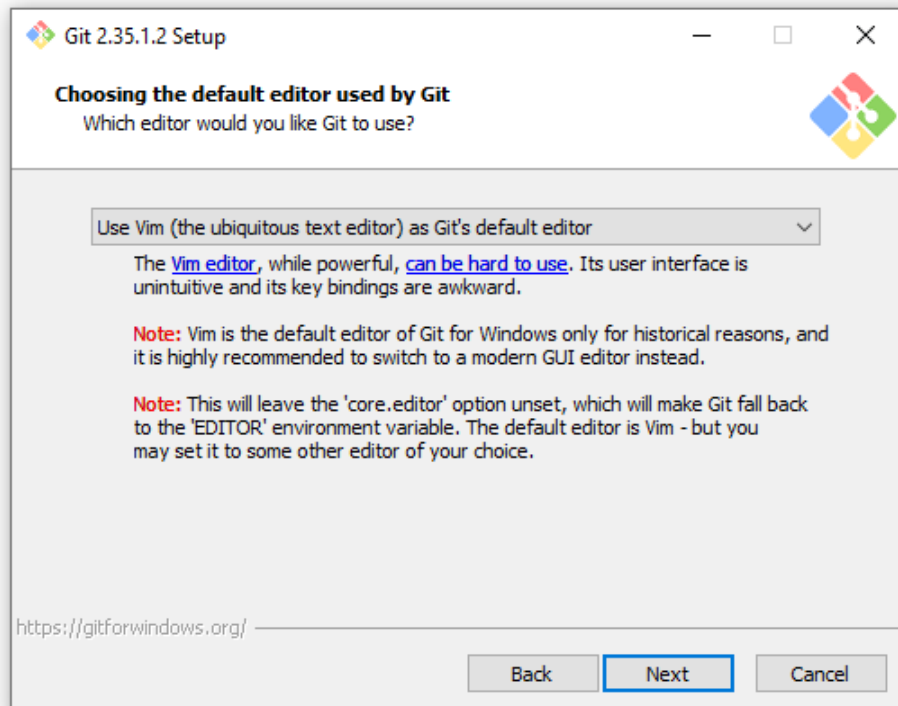 Git 2.35.1.2 Setup
Choosing the default editor used by Git
Which editor would you like Git to use?
Use Vim (the ubiquitous text editor) as Git's default editor
The Vim editor, while powerful, can be hard to use. Its user interface is
unintuitive and its key bindings are awkward.
Note: Vim is the default editor of Git for Windows only for historical reasons, and
it is highly recommended to switch to a modern GUI editor instead.
Note: This will leave the 'core.editor' option unset, which will make Git fall back
to the 'EDITOR' environment variable. The default editor is Vim - but you
may set it to some other editor of your choice.
https://gitforwindows.org/
Back
Next
Cancel